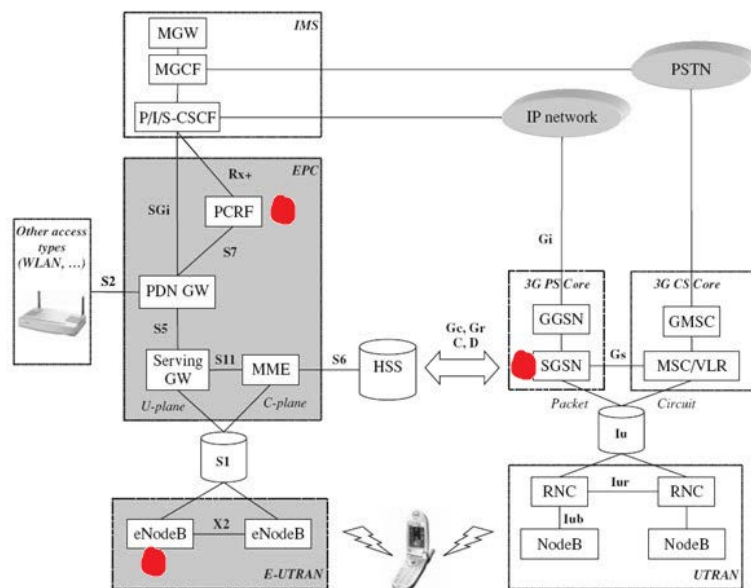 IMS
MGW
MGCF
P/I/S-CSCF
PSTN
IP network
EPC
Rx+
SGi
PCRF
S7
Gi
Other access
types
(WLAN, ...)
S2
PDN GW
S5
Serving
GW
S11
MME
S6
HSS
U-plane
C-plane
Gc, Gr
C, D
3G PS Core
GGSN
SGSN
Gs
3G CS Core
GMSC
MSC/VLR
Packet
Circuit
S1
Iu
eNodeB
X2
eNodeB
E-UTRAN
RNC
Iur
RNC
Iub
NodeB
NodeB
UTRAN